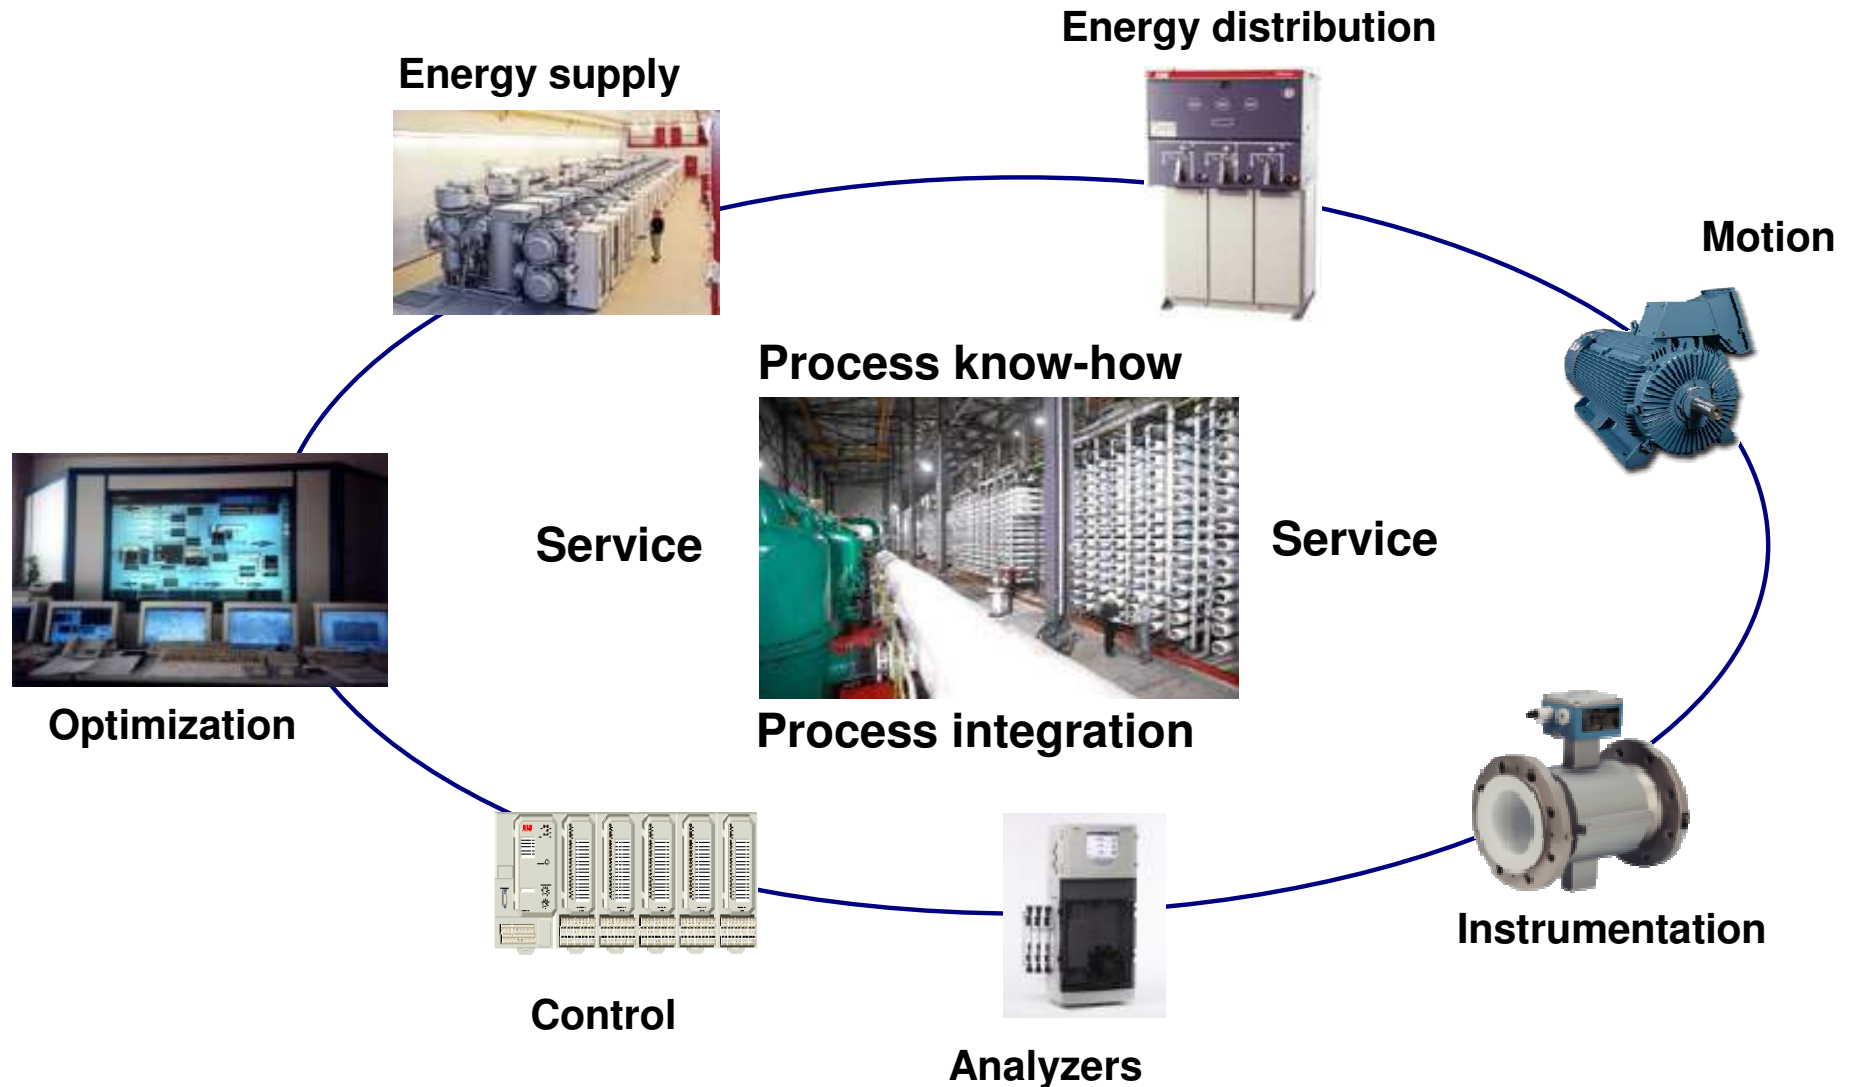 Energy distribution
Energy supply
Motion
Process know-how
Service
Service
Optimization
Process integration
Instrumentation
Control
Analyzers